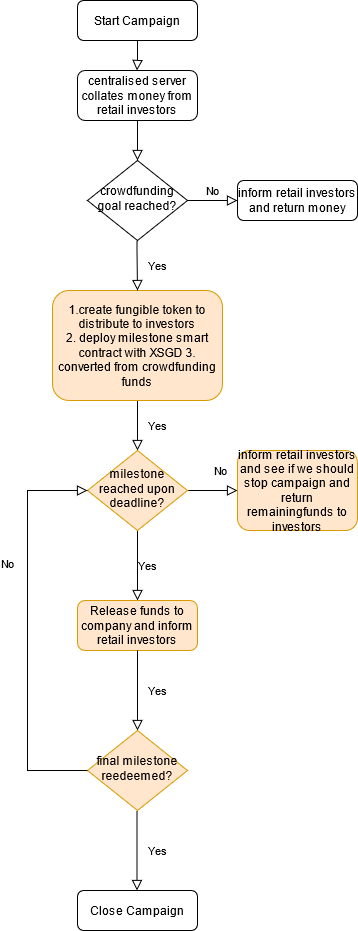 Start Campaign
centralised server
collates money from
retail investors
crowdfunding
goal reached?
No
inform retail investors
and return money
Yes
1.create fungible token to
distribute to investors
2. deploy milestone smart
contract with XSGD 3.
converted from crowdfunding
funds
Yes
milestone
reached upon
deadline?
No
inform retail investors
and see if we should
stop campaign and
return
remainingfunds to
investors
No
Yes
Release funds to
company and inform
retail investors
Yes
final milestone
reedeemed?
Yes
Close Campaign